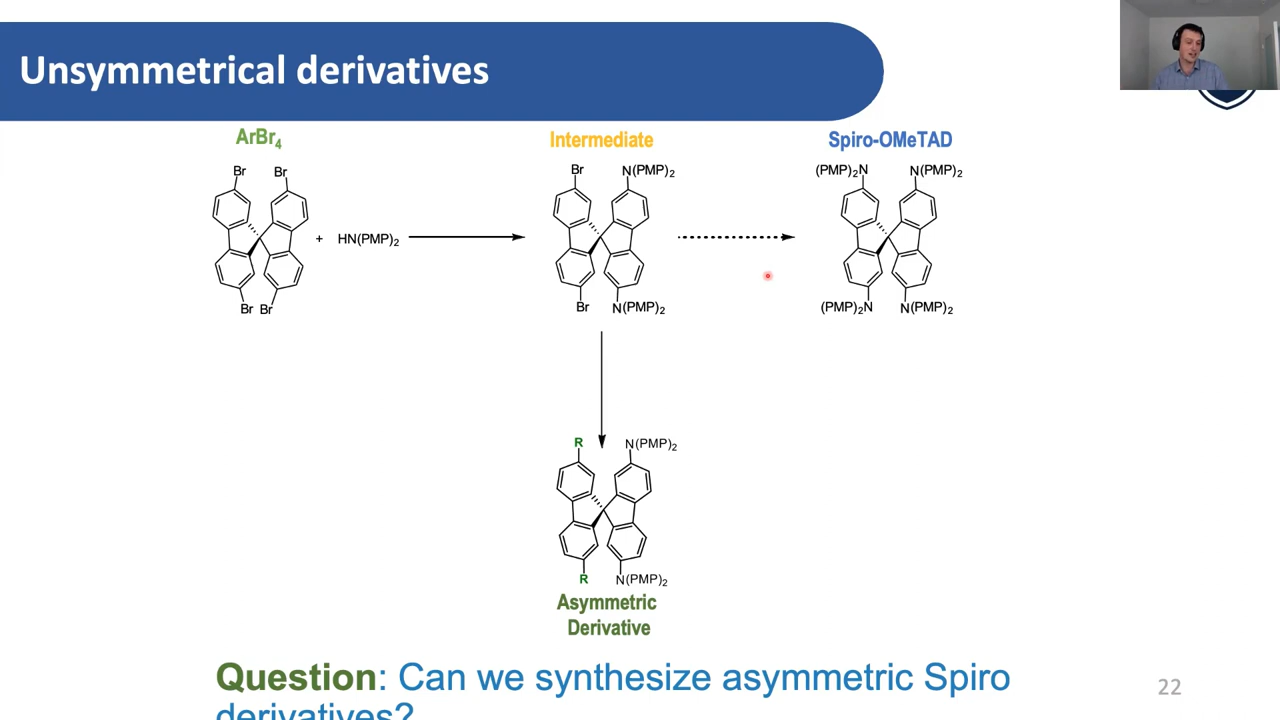 Unsymmetrical derivatives
ArBr4
Intermediate
Spiro-OMeTAD
Br Br
Br N(PMP)2
(PMP)2N N(PMP)2
+ HN(PMP)2
Br Br
Br N(PMP)2
(PMP)2N N(PMP)2
R N(PMP)2
R N(PMP)2
Asymmetric
Derivative
Question: Can we synthesize asymmetric Spiro
derivatives?
22